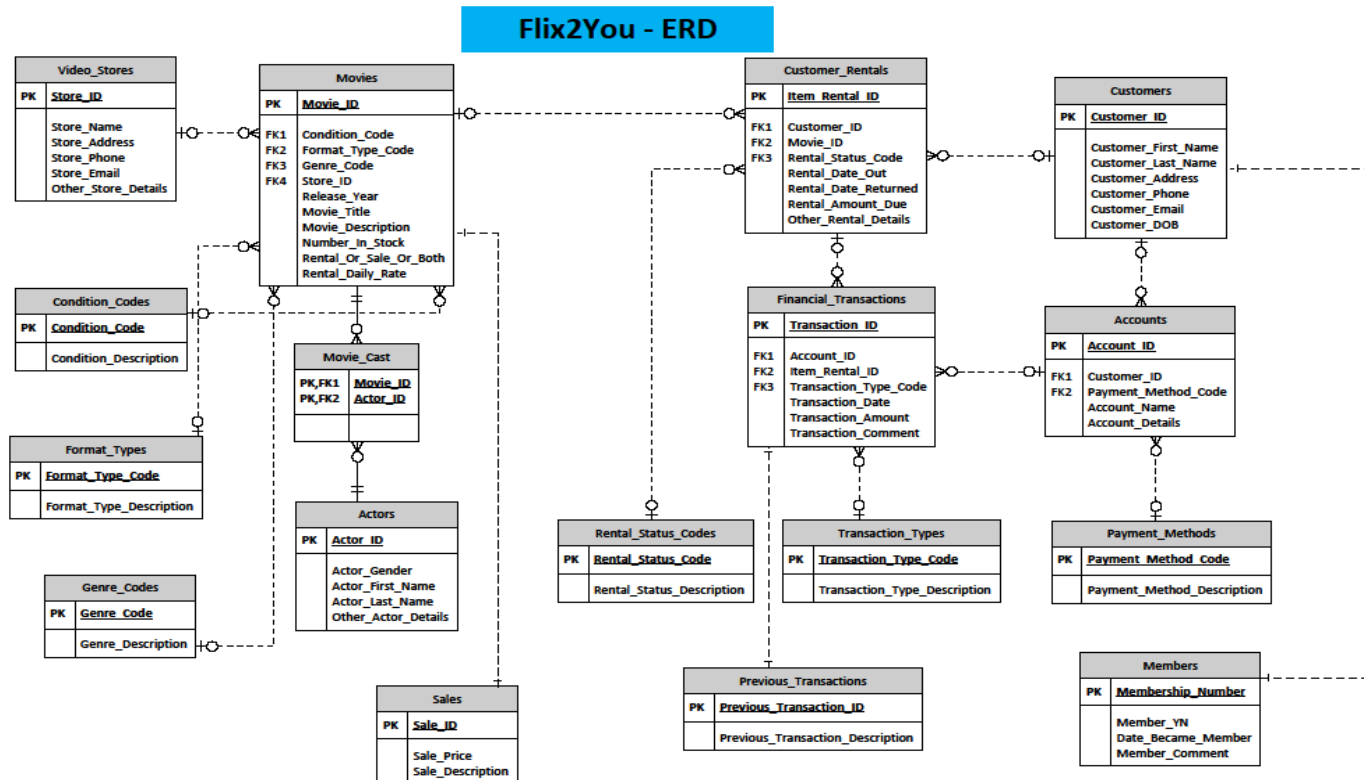 Flix2You - ERD
Video_Stores
PK Store_ID
Store_Name
Store_Address
Store_Phone
Store_Email
Other_Store_Details
Movies
PK Movie_ID
FK1 Condition_Code
FK2 Format_Type_Code
FK3 Genre_Code
FK4 Store_ID
Release_Year
Movie_Title
Movie_Description
Number_In_Stock
Rental_Or_Sale_Or_Both
Rental_Daily_Rate
Customer_Rentals
PK Item_Rental_ID
FK1 Customer_ID
FK2 Movie_ID
FK3 Rental_Status_Code
Rental_Date_Out
Rental_Date_Returned
Rental_Amount_Due
Other_Rental_Details
Customers
PK Customer_ID
Customer_First_Name
Customer_Last_Name
Customer_Address
Customer_Phone
Customer_Email
Customer_DOB
Condition_Codes
PK Condition_Code
Condition_Description
Movie_Cast
PK,FK1 Movie_ID
PK,FK2 Actor_ID
Financial_Transactions
PK Transaction_ID
FK1 Account_ID
FK2 Item_Rental_ID
FK3 Transaction_Type_Code
Transaction_Date
Transaction_Amount
Transaction_Comment
Accounts
PK Account_ID
FK1 Customer_ID
FK2 Payment_Method_Code
Account_Name
Account_Details
Format_Types
PK Format_Type_Code
Format_Type_Description
Actors
PK Actor_ID
Actor_Gender
Actor_First_Name
Actor_Last_Name
Other_Actor_Details
Rental_Status_Codes
PK Rental_Status_Code
Rental_Status_Description
Transaction_Types
PK Transaction_Type_Code
Transaction_Type_Description
Payment_Methods
PK Payment_Method_Code
Payment_Method_Description
Genre_Codes
PK Genre_Code
Genre_Description
Sales
PK Sale_ID
Sale_Price
Sale_Description
Previous_Transactions
PK Previous_Transaction_ID
Previous_Transaction_Description
Members
PK Membership_Number
Member_YN
Date_Became_Member
Member_Comment